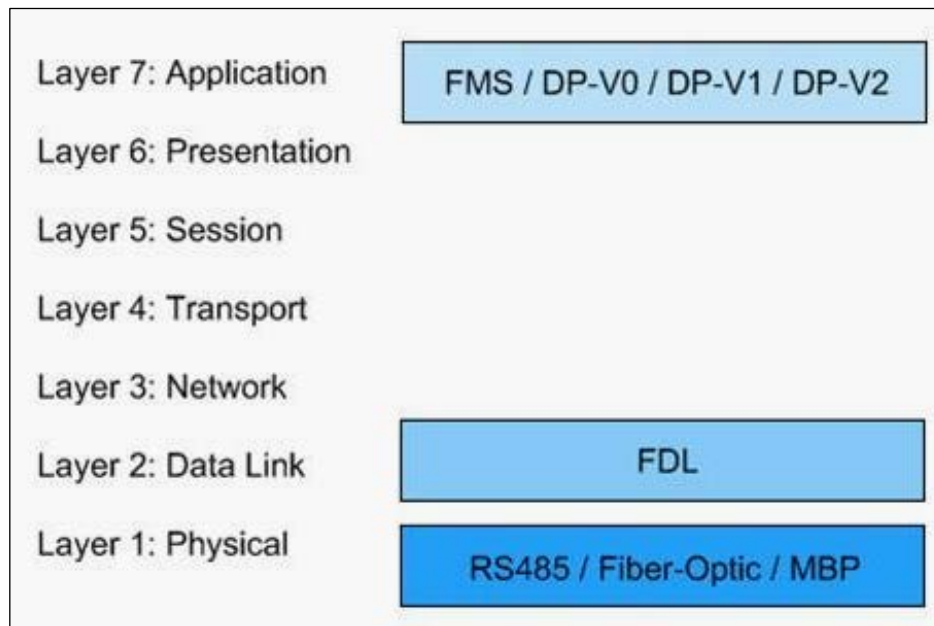 Layer 7: Application
FMS / DP-V0 / DP-V1 / DP-V2
Layer 6: Presentation
Layer 5: Session
Layer 4: Transport
Layer 3: Network
Layer 2: Data Link
FDL
Layer 1: Physical
RS485 / Fiber-Optic / MBP